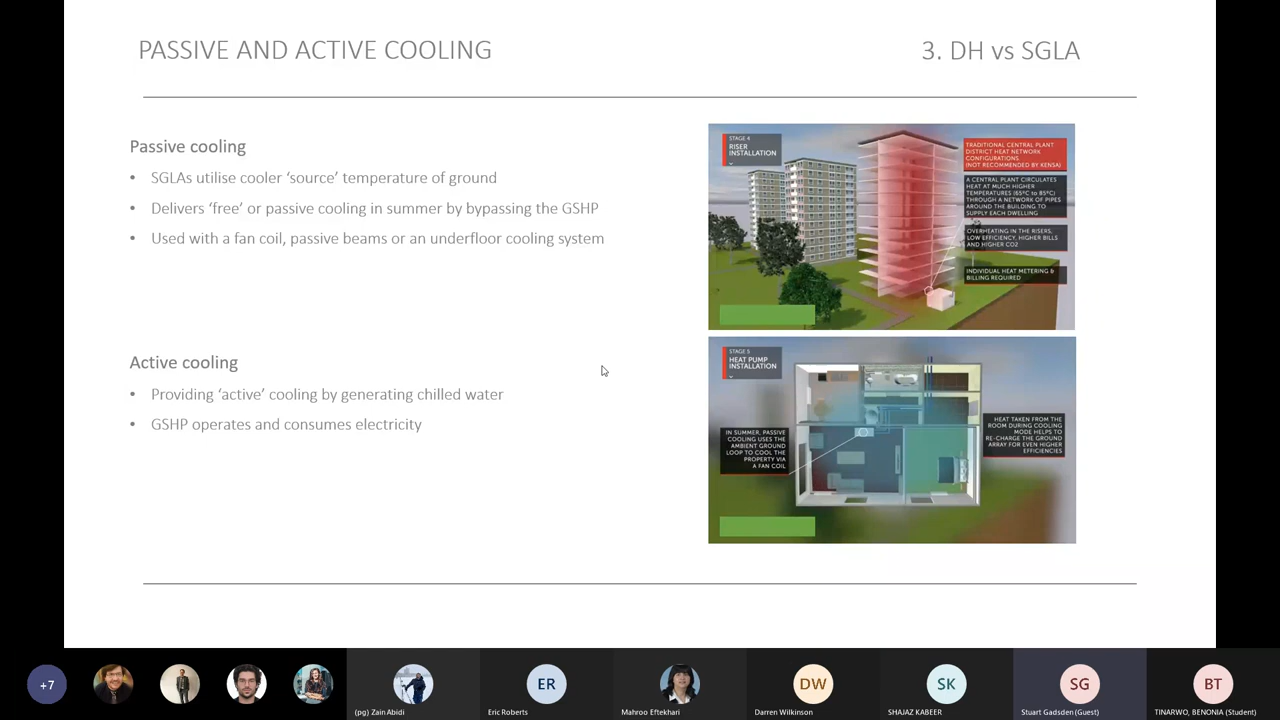 PASSIVE AND ACTIVE COOLING
3. DH vs SGLA
Passive cooling
• SGLAs utilise cooler ‘source’ temperature of ground
• Delivers ‘free’ or passive cooling in summer by bypassing the GSHP
• Used with a fan coil, passive beams or an underfloor cooling system
Active cooling
• Providing ‘active’ cooling by generating chilled water
• GSHP operates and consumes electricity
STAGE 4
RISER
INSTALLATION
TRADITIONAL CENTRAL PLANT
DISTRICT HEAT NETWORK
CONFIGURATIONS.
(NOT RECOMMENDED BY KENSA)
A CENTRAL PLANT CIRCULATES
HEAT AT MUCH HIGHER
TEMPERATURES (65ºC to 85ºC)
THROUGH A NETWORK OF PIPES
AROUND THE BUILDING TO
SUPPLY EACH DWELLING
OVERHEATING IN THE RISERS,
LOW EFFICIENCY, HIGHER BILLS
AND HIGHER CO2
INDIVIDUAL HEAT METERING &
BILLING REQUIRED
STAGE 5
HEAT PUMP
INSTALLATION
IN SUMMER, PASSIVE
COOLING USES THE
AMBIENT GROUND
LOOP TO COOL THE
PROPERTY VIA
A FAN COIL
HEAT TAKEN FROM THE
ROOM DURING COOLING
MODE HELPS TO
RE-CHARGE THE GROUND
ARRAY FOR EVEN HIGHER
EFFICIENCIES
+7
(pg) Zain Abidi
ER
Eric Roberts
Mahroo Eftekhari
DW
Darren Wilkinson
SK
SHAJAZ KABEER
SG
Stuart Gadsden (Guest)
BT
TINARWO, BENONIA (Student)